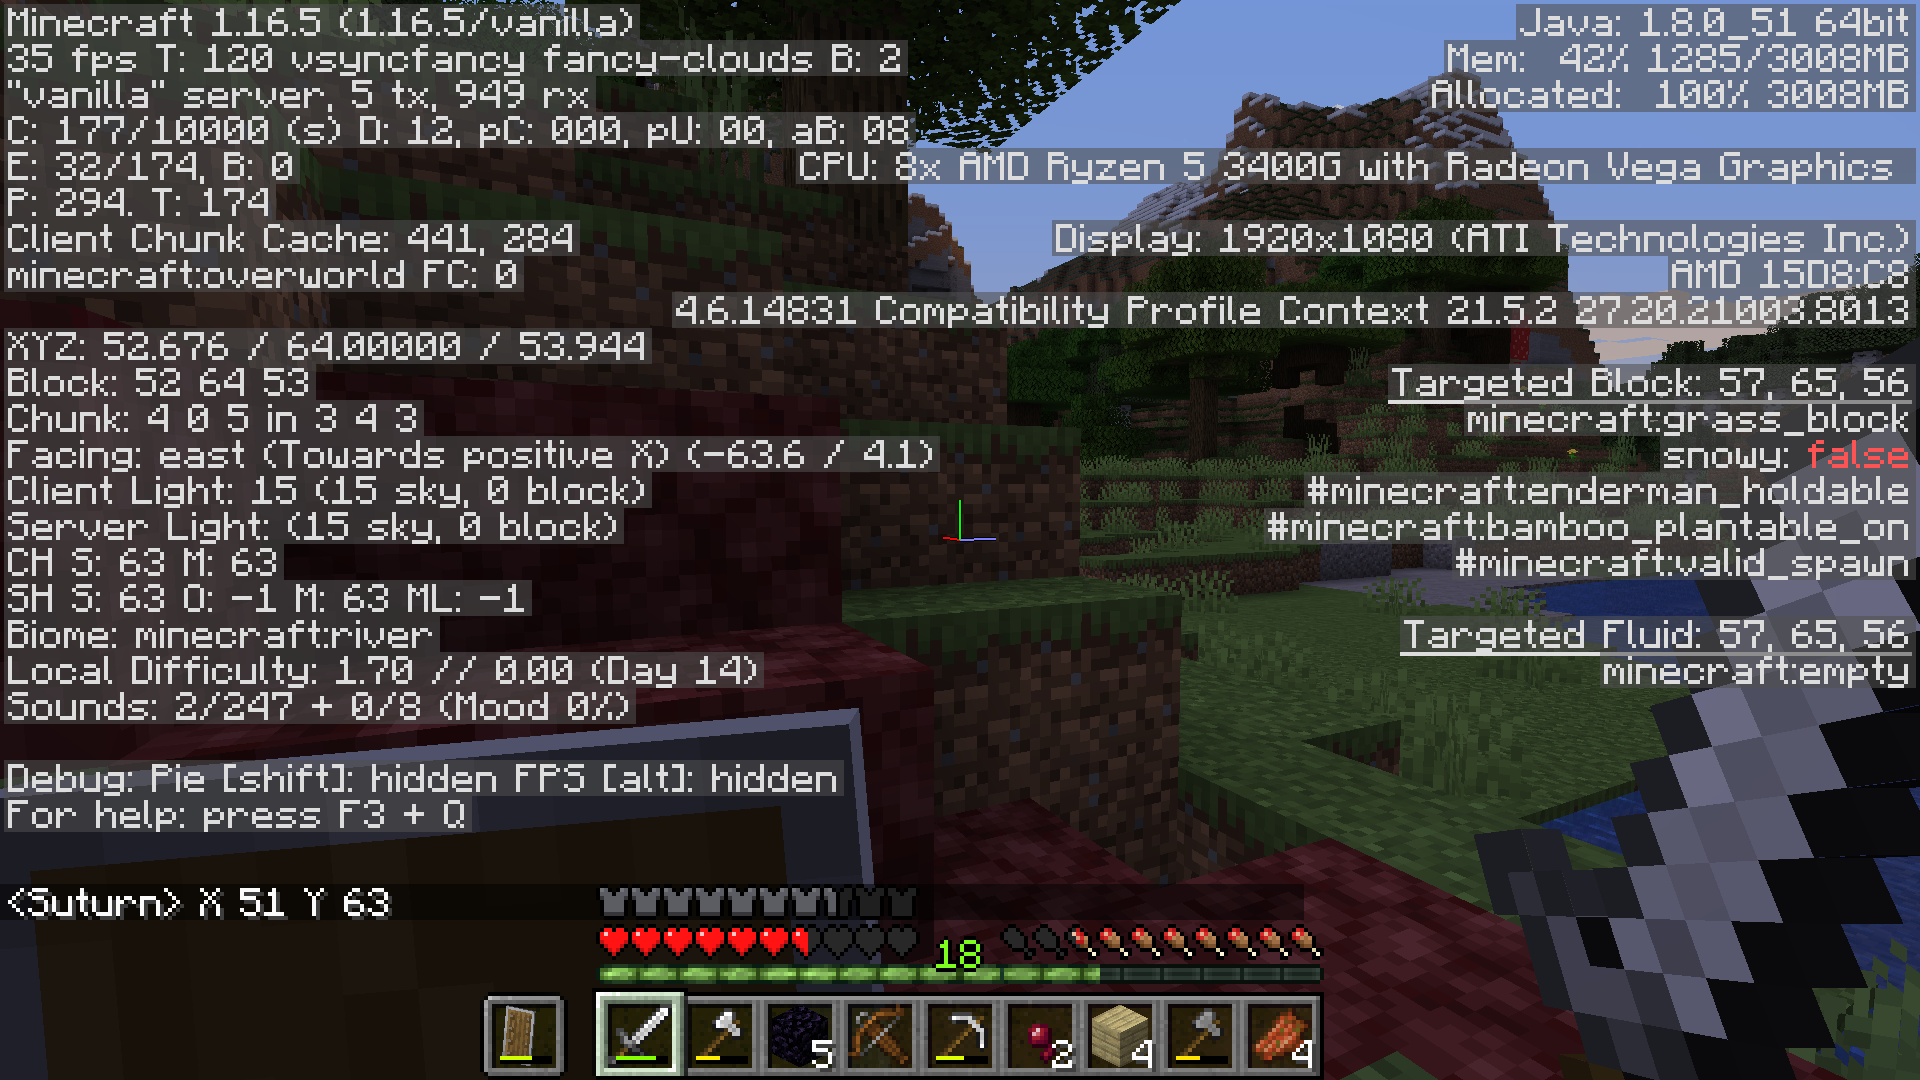 Minecraft 1.16.5 (1.16.5/vanilla)
35 fps T: 120 vsyncfancy fancy-clouds B: 2
"vanilla" server, 5 tx, 949 rx
C: 177/10000 (s) D: 12, pC: 000, pU: 00, aB: 08
E: 32/174, B: 0
P: 294. T: 174
Client Chunk Cache: 441, 284
minecraft:overworld FC: 0
XYZ: 52.676 / 64.00000 / 53.944
Block: 52 64 53
Chunk: 4 0 5 in 3 4 3
Facing: east (Towards positive X) (-63.6 / 4.1)
Client Light: 15 (15 sky, 0 block)
Server Light: (15 sky, 0 block)
CH S: 63 M: 63
SH S: 63 O: -1 M: 63 ML: -1
Biome: minecraft:river
Local Difficulty: 1.70 // 0.00 (Day 14)
Sounds: 2/247 + 0/8 (Mood 0%)
Debug: Pie [shift]: hidden FPS [alt]: hidden
For help: press F3 + Q
Java: 1.8.0_51 64bit
Mem: 42% 1285/3008MB
Allocated: 100% 3008MB
CPU: 8x AMD Ryzen 5 3400G with Radeon Vega Graphics
Display: 1920x1080 (ATI Technologies Inc.)
AMD 15D8:C8
4.6.14831 Compatibility Profile Context 21.5.2 27.20.21003.8013
Targeted Block: 57, 65, 56
minecraft:grass_block
snowy: false
#minecraft:enderman_holdable
#minecraft:bamboo_plantable_on
#minecraft:valid_spawn
Targeted Fluid: 57, 65, 56
minecraft:empty
<Suturn> X 51 Y 63
18
5
2
4
4